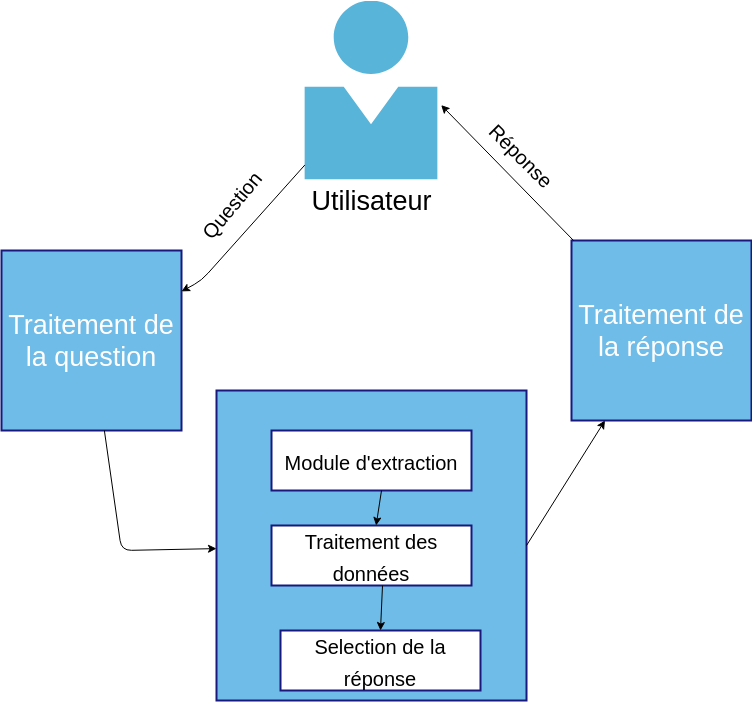 Question
Réponse
Utilisateur
Traitement de
la question
Traitement de
la réponse
Module d'extraction
Traitement des
données
Selection de la
réponse